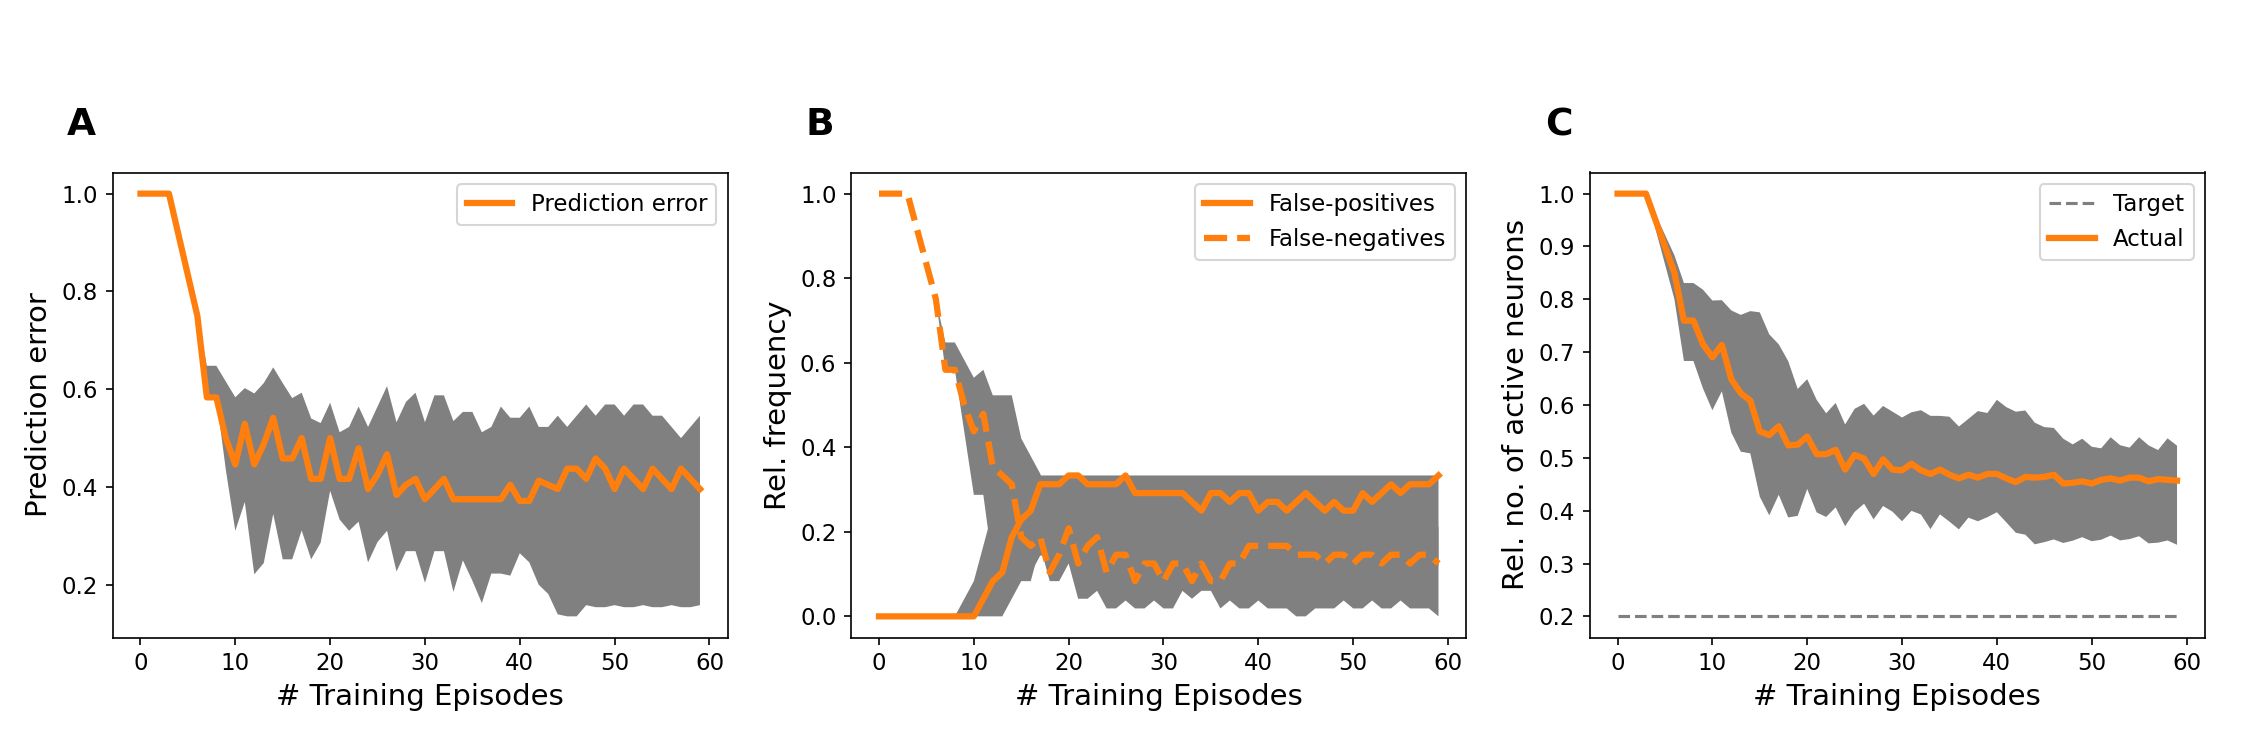 A
B
C
Prediction error
1.0
0.8
0.6
0.4
0.2
0
10
20
30
40
50
60
# Training Episodes
Prediction error
Rel. frequency
1.0
0.8
0.6
0.4
0.2
0.0
0
10
20
30
40
50
60
# Training Episodes
False-positives
False-negatives
Rel. no. of active neurons
1.0
0.9
0.8
0.7
0.6
0.5
0.4
0.3
0.2
0
10
20
30
40
50
60
# Training Episodes
Target
Actual